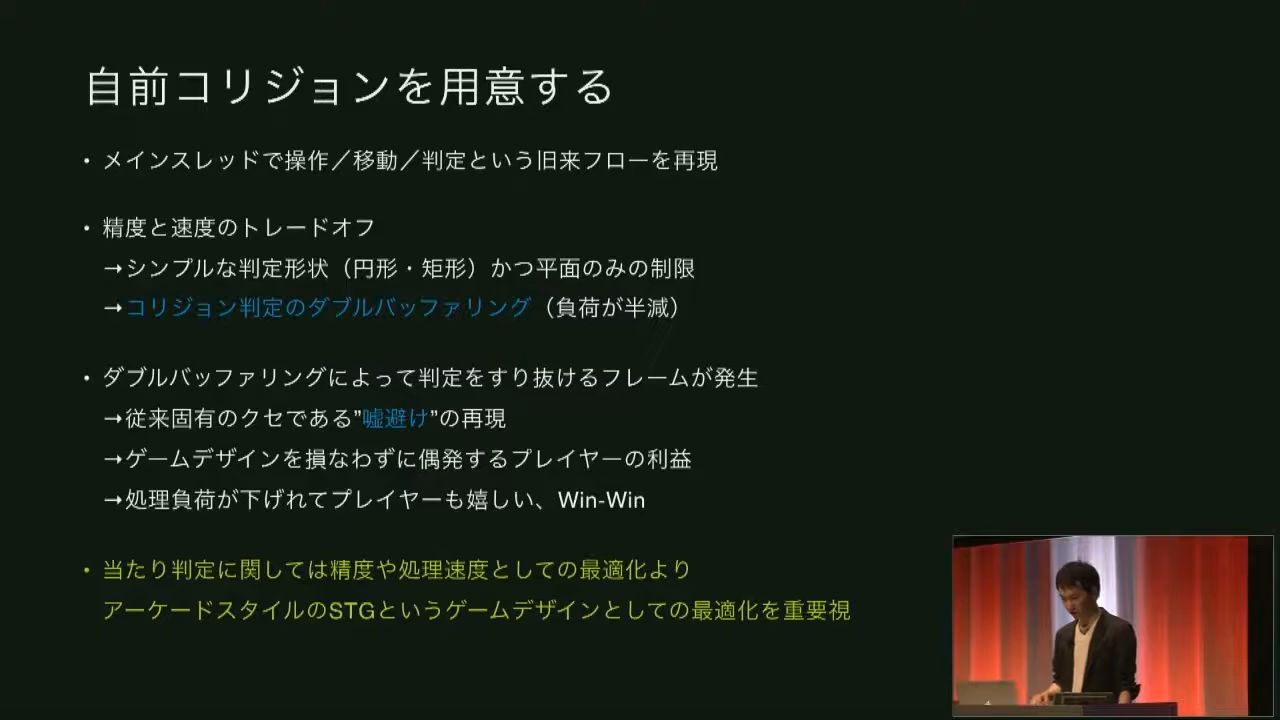 自前コリジョンを用意する
・メインスレッドで操作／移動／判定という旧来フローを再現
・精度と速度のトレードオフ
→シンプルな判定形状（円形・矩形）かつ平面のみの制限
→コリジョン判定のダブルバッファリング（負荷が半減）
・ダブルバッファリングによって判定をすり抜けるフレームが発生
→従来固有のクセである”嘘避け”の再現
→ゲームデザインを損なわずに偶発するプレイヤーの利益
→処理負荷が下げれてプレイヤーも嬉しい、Win-Win
・当たり判定に関しては精度や処理速度としての最適化より
アーケードスタイルのSTGというゲームデザインとしての最適化を重要視